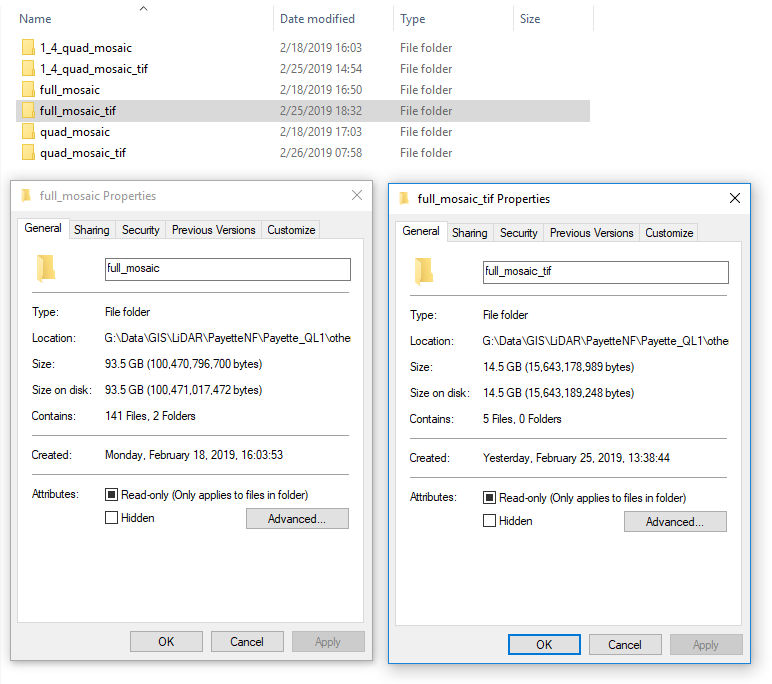 Name Date modified Type Size
1_4_quad_mosaic 2/18/2019 16:03 File folder
1_4_quad_mosaic_tif 2/25/2019 14:54 File folder
full_mosaic 2/18/2019 16:50 File folder
full_mosaic_tif 2/25/2019 18:32 File folder
quad_mosaic 2/18/2019 17:03 File folder
quad_mosaic_tif 2/26/2019 07:58 File folder
full_mosaic Properties
General Sharing Security Previous Versions Customize
full_mosaic
Type: File folder
Location: G:\Data\GIS\LiDAR\PayetteNF\Payette_QL1\other
Size: 93.5 GB (100,470,796,700 bytes)
Size on disk: 93.5 GB (100,471,017,472 bytes)
Contains: 141 Files, 2 Folders
Created: Monday, February 18, 2019, 16:03:53
Attributes: Read-only (Only applies to files in folder)
Hidden Advanced...
OK Cancel Apply
full_mosaic_tif Properties
General Sharing Security Previous Versions Customize
full_mosaic_tif
Type: File folder
Location: G:\Data\GIS\LiDAR\PayetteNF\Payette_QL1\other
Size: 14.5 GB (15,643,178,989 bytes)
Size on disk: 14.5 GB (15,643,189,248 bytes)
Contains: 5 Files, 0 Folders
Created: Yesterday, February 25, 2019, 13:38:44
Attributes: Read-only (Only applies to files in folder)
Hidden Advanced...
OK Cancel Apply